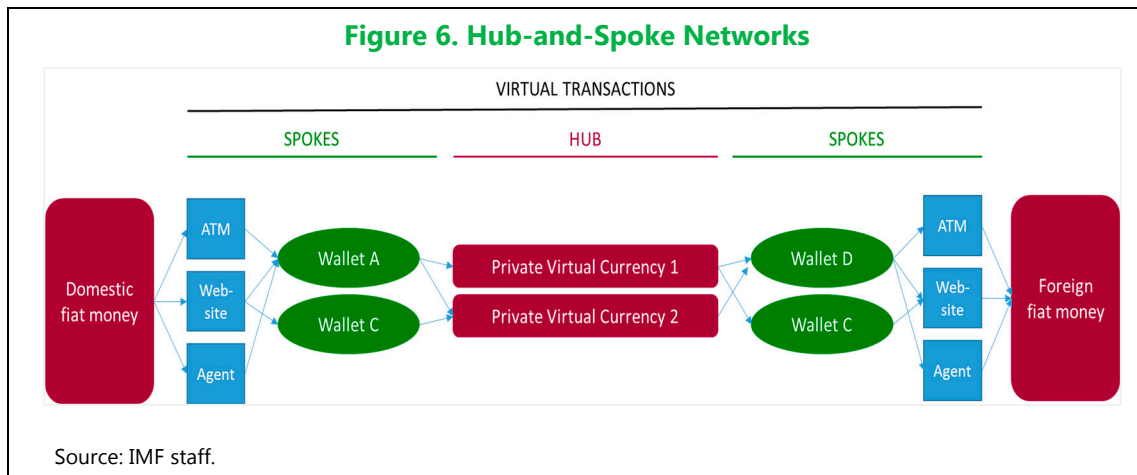 Figure 6. Hub-and-Spoke Networks
VIRTUAL TRANSACTIONS
SPOKES
HUB
SPOKES
Domestic
fiat money
ATM
Web-
site
Agent
Wallet A
Wallet C
Private Virtual Currency 1
Private Virtual Currency 2
Wallet D
Wallet C
ATM
Web-
site
Agent
Foreign
fiat money
Source: IMF staff.